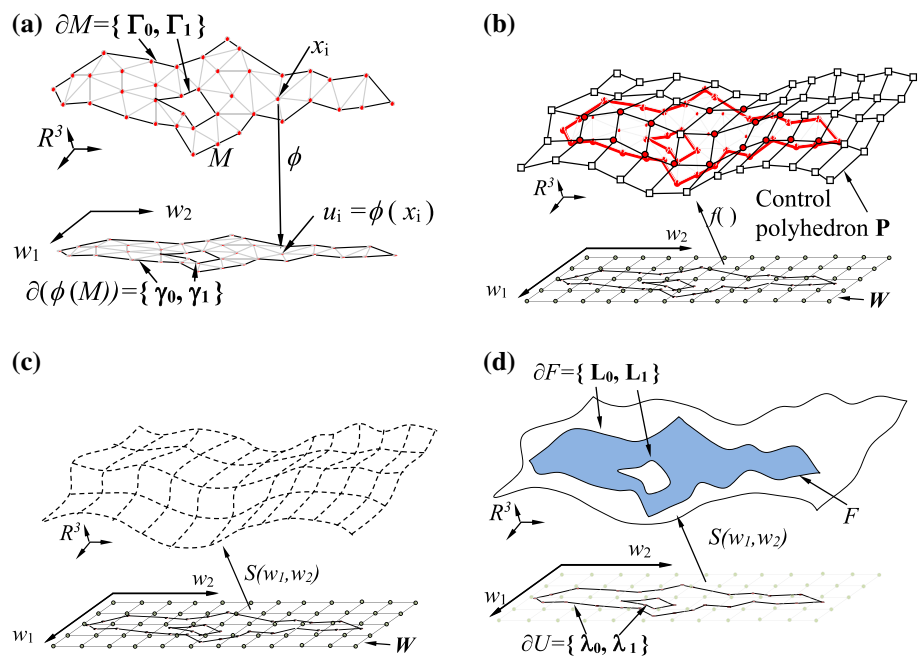 (a)
∂M={ Γ₀, Γ₁ }
xᵢ
R³
M
ϕ
w₂
uᵢ = ϕ( xᵢ )
w₁
∂(ϕ(M))={ γ₀, γ₁ }
(b)
R³
f( )
Control
polyhedron P
w₂
w₁
W
(c)
R³
S(w₁,w₂)
w₂
w₁
W
(d)
∂F={ L₀, L₁ }
R³
F
S(w₁,w₂)
w₂
w₁
∂U={ λ₀, λ₁ }